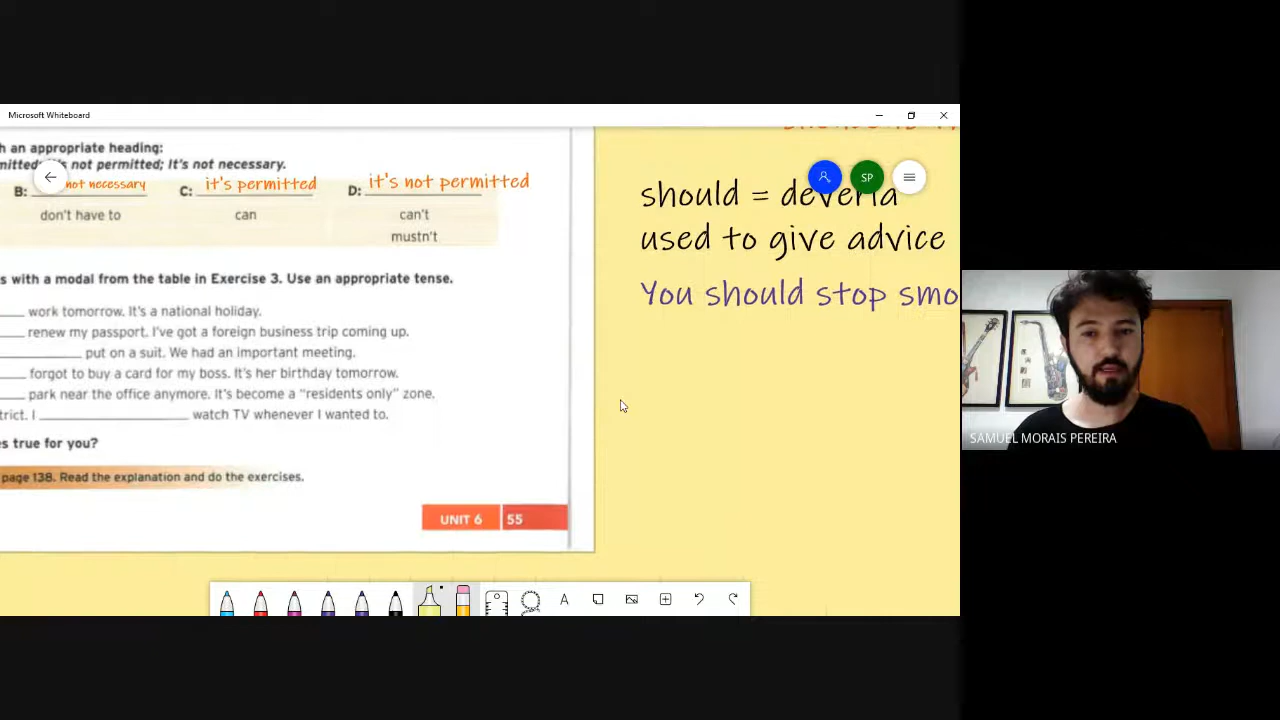 Microsoft Whiteboard
h an appropriate heading:
not permitted; It's not necessary.
B: not necessary C: it's permitted D: it's not permitted
don't have to can can't
mustn't
s with a modal from the table in Exercise 3. Use an appropriate tense.
work tomorrow. It's a national holiday.
renew my passport. I've got a foreign business trip coming up.
put on a suit. We had an important meeting.
forgot to buy a card for my boss. It's her birthday tomorrow.
park near the office anymore. It's become a "residents only" zone.
trict. I watch TV whenever I wanted to.
es true for you?
page 138. Read the explanation and do the exercises.
UNIT 6 55
SP
should = deveria
used to give advice
You should stop smo
A
SAMUEL MORAIS PEREIRA